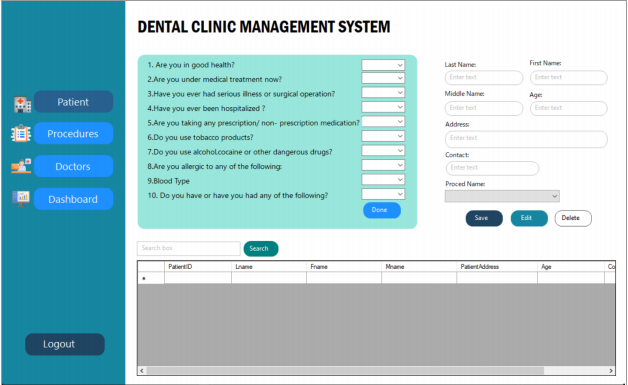 DENTAL CLINIC MANAGEMENT SYSTEM
Patient
Procedures
Doctors
Dashboard
Logout
1. Are you in good health?
2.Are you under medical treatment now?
3.Have you ever had serious illness or surgical operation?
4.Have you ever been hospitalized ?
5.Are you taking any prescription/ non- prescription medication?
6.Do you use tobacco products?
7.Do you use alcohol,cocaine or other dangerous drugs?
8.Are you allergic to any of the following:
9.Blood Type
10. Do you have or have you had any of the following?
Done
Last Name: First Name:
Enter text Enter text
Middle Name: Age:
Enter text Enter text
Address:
Enter text
Contact:
Enter text
Proced Name:
Save Edit Delete
Search box Search
PatientID Lname Fname Mname PatientAddress Age Co